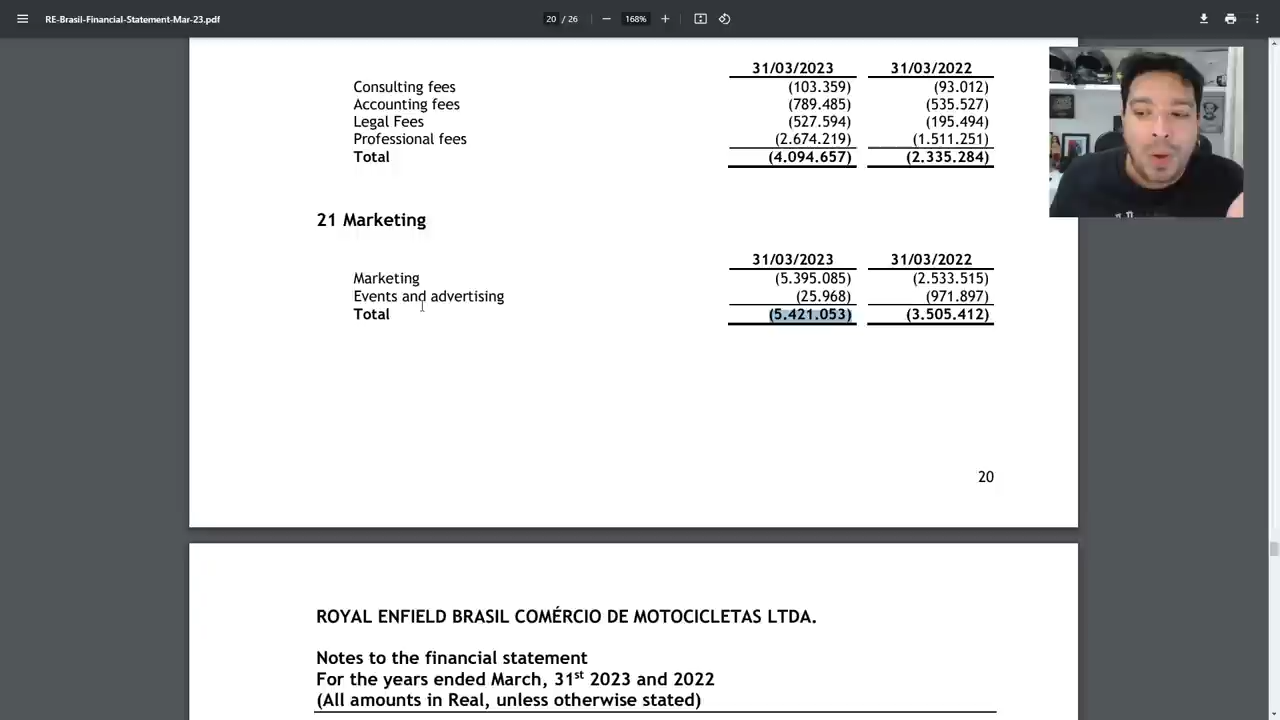 RE-Brasil-Financial-Statement-Mar-23.pdf
20 / 26
168%
31/03/2023 31/03/2022
Consulting fees (103.359) (93.012)
Accounting fees (789.485) (535.527)
Legal Fees (527.594) (195.494)
Professional fees (2.674.219) (1.511.251)
Total (4.094.657) (2.335.284)
21 Marketing
31/03/2023 31/03/2022
Marketing (5.395.085) (2.533.515)
Events and advertising (25.968) (971.897)
Total (5.421.053) (3.505.412)
20
ROYAL ENFIELD BRASIL COMÉRCIO DE MOTOCICLETAS LTDA.
Notes to the financial statement
For the years ended March, 31st 2023 and 2022
(All amounts in Real, unless otherwise stated)